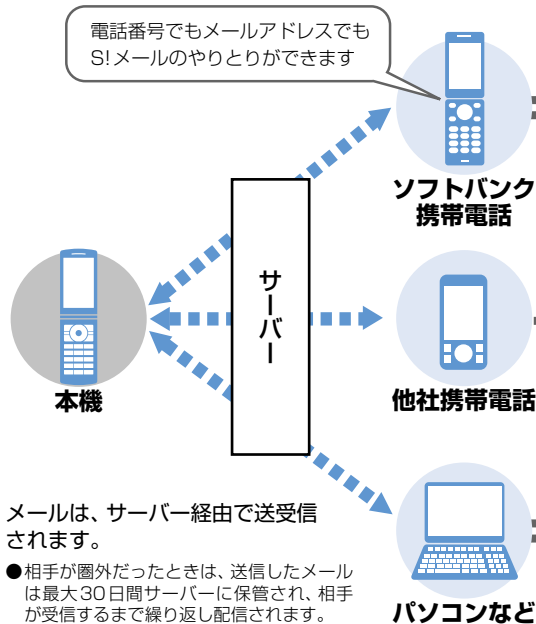 電話番号でもメールアドレスでも
S!メールのやりとりができます
ソフトバンク
携帯電話
サーバー
本機
他社携帯電話
メールは、サーバー経由で送受信
されます。
●相手が圏外だったときは、送信したメール
は最大30日間サーバーに保管され、相手
が受信するまで繰り返し配信されます。
パソコンなど